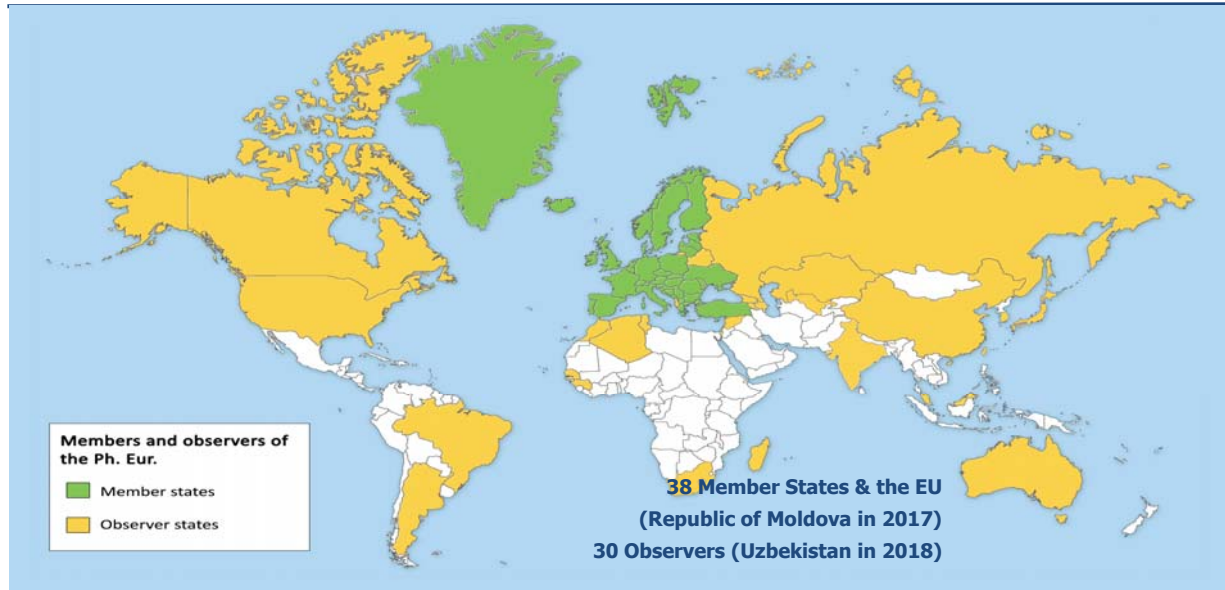 Members and observers of
the Ph. Eur.
Member states
Observer states
38 Member States & the EU
(Republic of Moldova in 2017)
30 Observers (Uzbekistan in 2018)